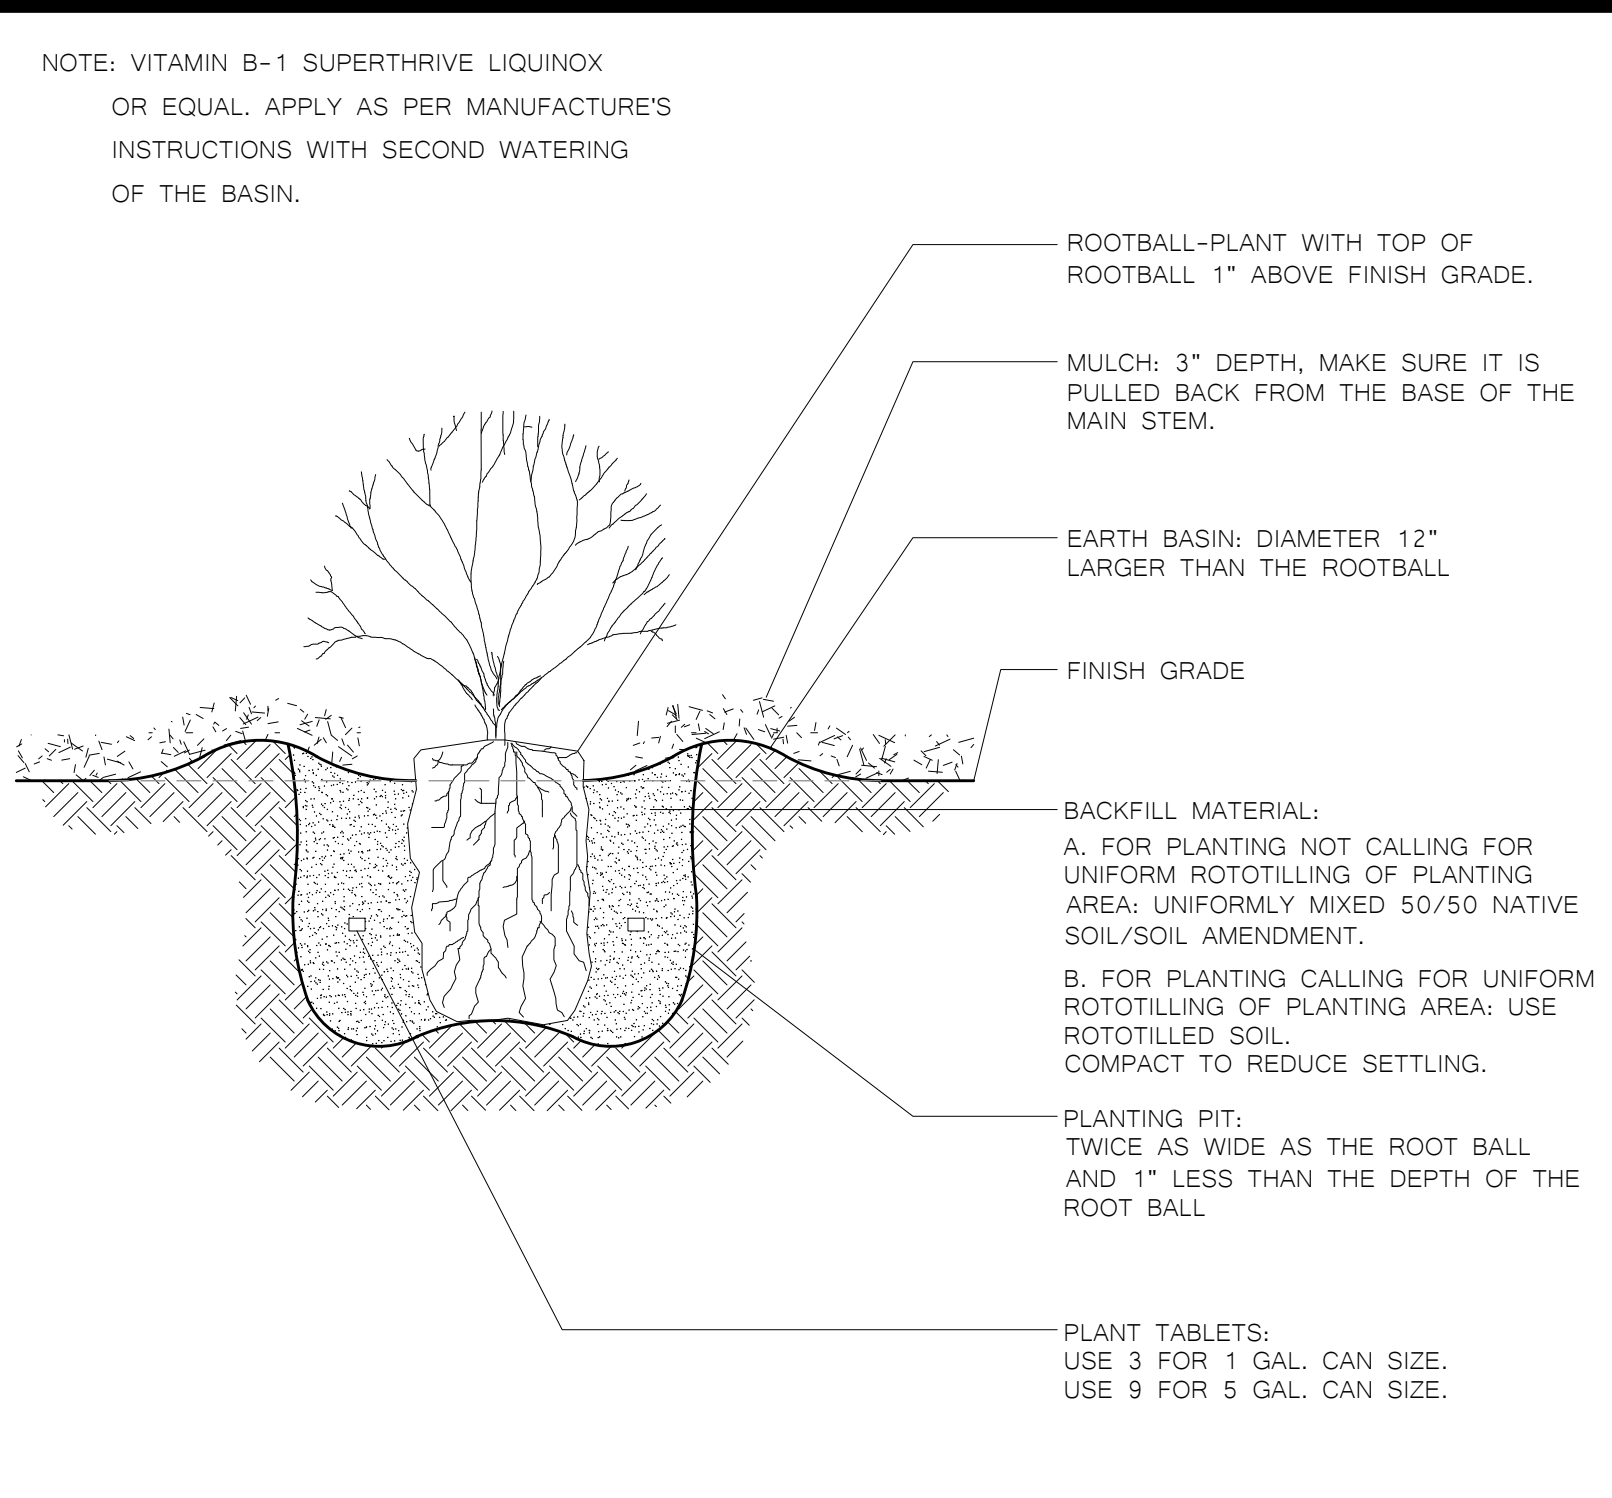 NOTE: VITAMIN B-1 SUPERTHRIVE LIQUINOX
OR EQUAL. APPLY AS PER MANUFACTURE'S
INSTRUCTIONS WITH SECOND WATERING
OF THE BASIN.
ROOTBALL-PLANT WITH TOP OF
ROOTBALL 1" ABOVE FINISH GRADE.
MULCH: 3" DEPTH, MAKE SURE IT IS
PULLED BACK FROM THE BASE OF THE
MAIN STEM.
EARTH BASIN: DIAMETER 12"
LARGER THAN THE ROOTBALL
FINISH GRADE
BACKFILL MATERIAL:
A. FOR PLANTING NOT CALLING FOR
UNIFORM ROTOTILLING OF PLANTING
AREA: UNIFORMLY MIXED 50/50 NATIVE
SOIL/SOIL AMENDMENT.
B. FOR PLANTING CALLING FOR UNIFORM
ROTOTILLING OF PLANTING AREA: USE
ROTOTILLED SOIL.
COMPACT TO REDUCE SETTLING.
PLANTING PIT:
TWICE AS WIDE AS THE ROOT BALL
AND 1" LESS THAN THE DEPTH OF THE
ROOT BALL
PLANT TABLETS:
USE 3 FOR 1 GAL. CAN SIZE.
USE 9 FOR 5 GAL. CAN SIZE.